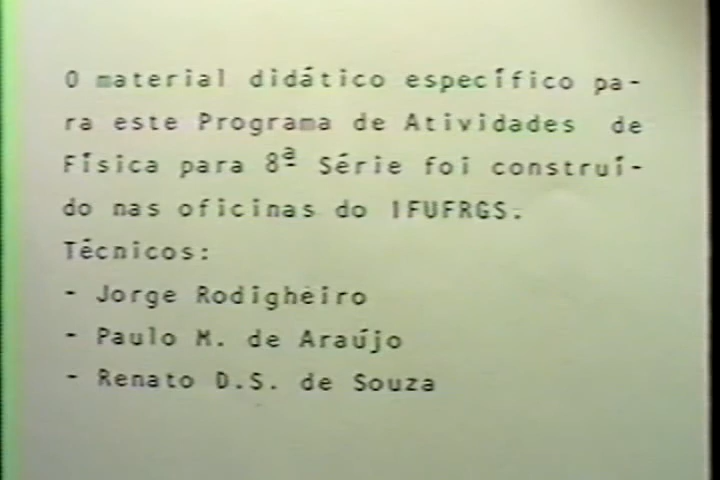 O material didático específico pa-
ra este Programa de Atividades de
Física para 8ª Série foi construí-
do nas oficinas do IFUFRGS.
Técnicos:
- Jorge Rodigheiro
- Paulo M. de Araújo
- Renato D.S. de Souza